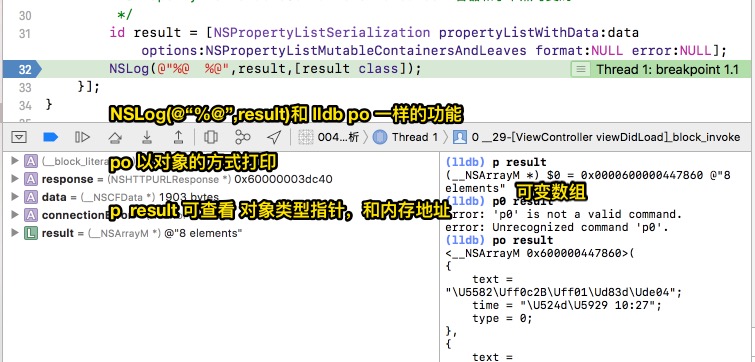 30
*/
31 id result = [NSPropertyListSerialization propertyListWithData:data
options:NSPropertyListMutableContainersAndLeaves format:NULL error:NULL];
32 NSLog(@"%@  %@",result,[result class]);
Thread 1: breakpoint 1.1
33 }];
34 }
NSLog(@“%@”,result)和 lldb po 一样的功能
004...析 〉 Thread 1 〉 0 __29-[ViewController viewDidLoad]_block_invoke
po 以对象的方式打印
A (__block_litera
A response = (NSHTTPURLResponse *) 0x60000003dc40
A data = (__NSCFData *) 1903 bytes
A connectionE
p result 可查看 对象类型指针，和内存地址
L result = (__NSArrayM *) @"8 elements"
(lldb) p result
(__NSArrayM *) $0 = 0x0000600000447860 @"8
elements"
可变数组
(lldb) p0 result
error: 'p0' is not a valid command.
error: Unrecognized command 'p0'.
(lldb) po result
<__NSArrayM 0x600000447860>(
{
text =
"\U5582\Uff0c2B\Uff01\Ud83d\Ude04";
time = "\U524d\U5929 10:27";
type = 0;
},
{
text =